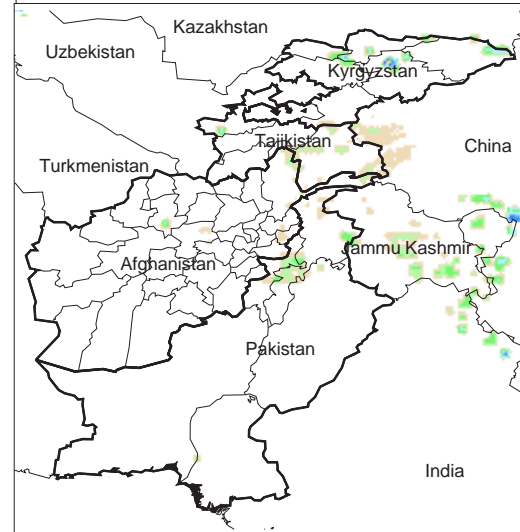 Kazakhstan
Uzbekistan
Kyrgyzstan
Tajikistan
China
Turkmenistan
Jammu Kashmir
Afghanistan
Pakistan
India